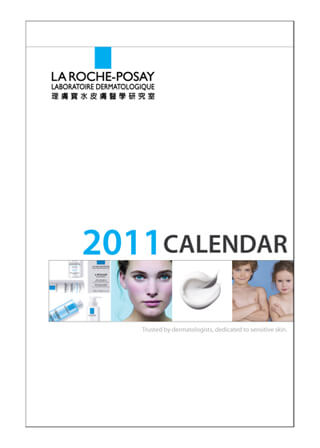 LA ROCHE-POSAY
LABORATOIRE DERMATOLOGIQUE
理膚寶水皮膚醫學研究室
2011 CALENDAR
Trusted by dermatologists, dedicated to sensitive skin.